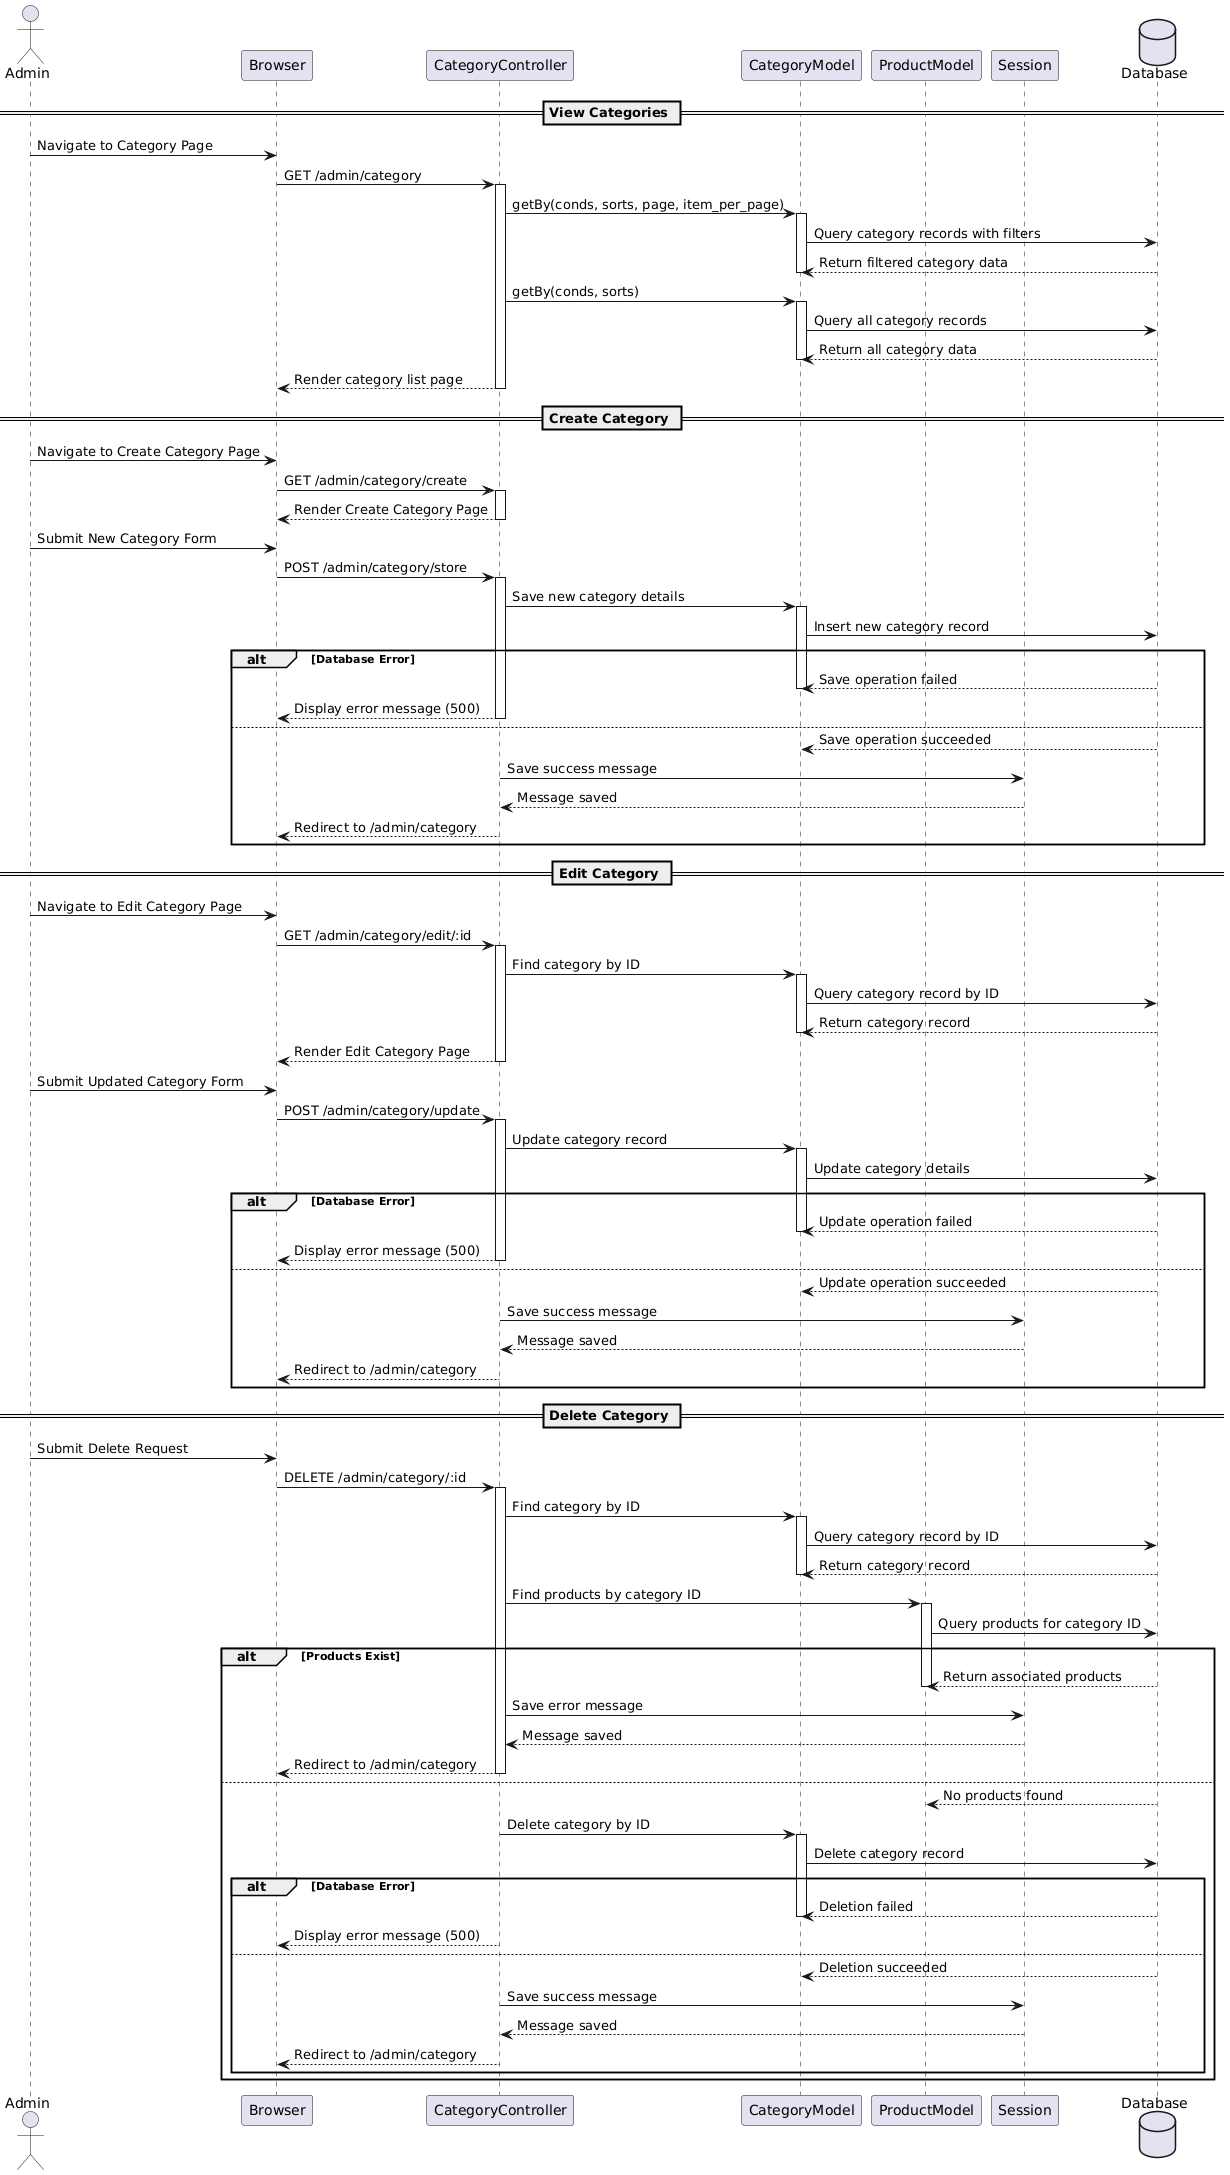 Admin
Browser
CategoryController
CategoryModel
ProductModel
Session
Database
View Categories
Navigate to Category Page
GET /admin/category
getBy(conds, sorts, page, item_per_page)
Query category records with filters
Return filtered category data
getBy(conds, sorts)
Query all category records
Return all category data
Render category list page
Create Category
Navigate to Create Category Page
GET /admin/category/create
Render Create Category Page
Submit New Category Form
POST /admin/category/store
Save new category details
Insert new category record
alt [Database Error]
Save operation failed
Display error message (500)
Save operation succeeded
Save success message
Message saved
Redirect to /admin/category
Edit Category
Navigate to Edit Category Page
GET /admin/category/edit/:id
Find category by ID
Query category record by ID
Return category record
Render Edit Category Page
Submit Updated Category Form
POST /admin/category/update
Update category record
Update category details
alt [Database Error]
Update operation failed
Display error message (500)
Update operation succeeded
Save success message
Message saved
Redirect to /admin/category
Delete Category
Submit Delete Request
DELETE /admin/category/:id
Find category by ID
Query category record by ID
Return category record
Find products by category ID
Query products for category ID
alt [Products Exist]
Return associated products
Save error message
Message saved
Redirect to /admin/category
No products found
Delete category by ID
Delete category record
alt [Database Error]
Deletion failed
Display error message (500)
Deletion succeeded
Save success message
Message saved
Redirect to /admin/category
Admin
Browser
CategoryController
CategoryModel
ProductModel
Session
Database